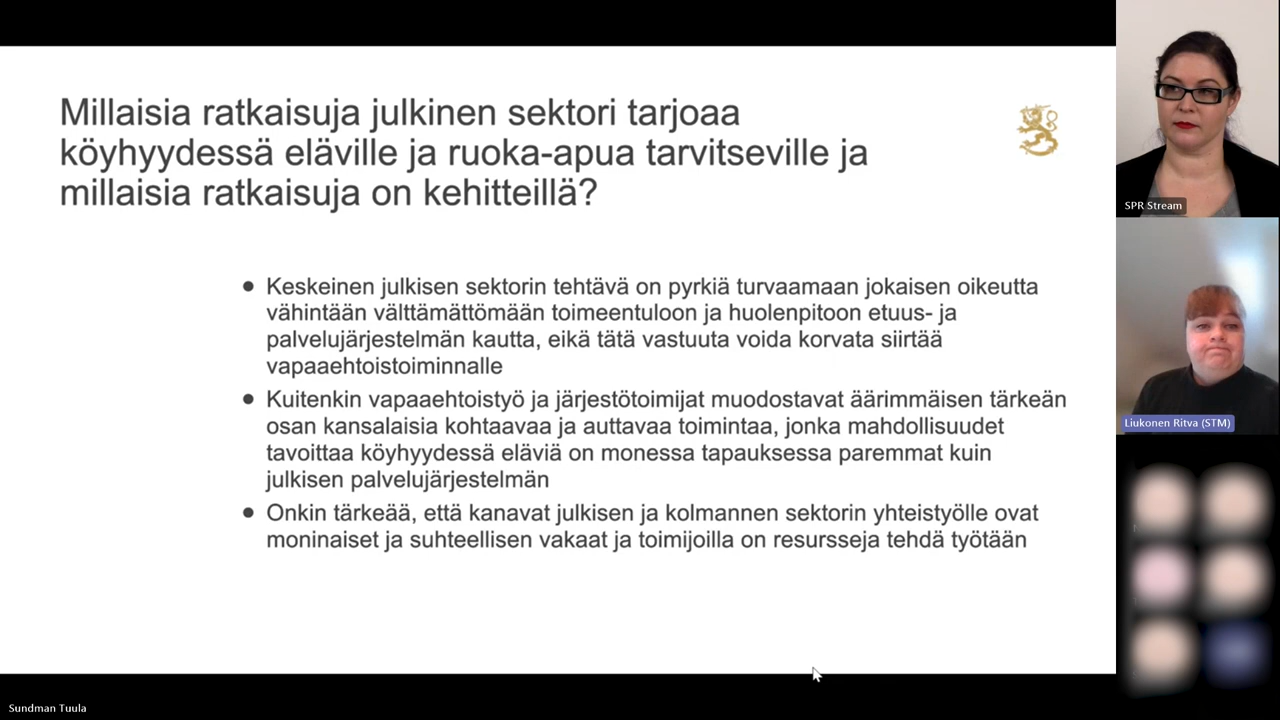 Millaisia ratkaisuja julkinen sektori tarjoaa
köyhyydessä eläville ja ruoka-apua tarvitseville ja
millaisia ratkaisuja on kehitteillä?
● Keskeinen julkisen sektorin tehtävä on pyrkiä turvaamaan jokaisen oikeutta
vähintään välttämättömään toimeentuloon ja huolenpitoon etuus- ja
palvelujärjestelmän kautta, eikä tätä vastuuta voida korvata siirtää
vapaaehtoistoiminnalle
● Kuitenkin vapaaehtoistyö ja järjestötoimijat muodostavat äärimmäisen tärkeän
osan kansalaisia kohtaavaa ja auttavaa toimintaa, jonka mahdollisuudet
tavoittaa köyhyydessä eläviä on monessa tapauksessa paremmat kuin
julkisen palvelujärjestelmän
● Onkin tärkeää, että kanavat julkisen ja kolmannen sektorin yhteistyölle ovat
moninaiset ja suhteellisen vakaat ja toimijoilla on resursseja tehdä työtään
SPR Stream
Liukonen Ritva (STM)
Sundman Tuula